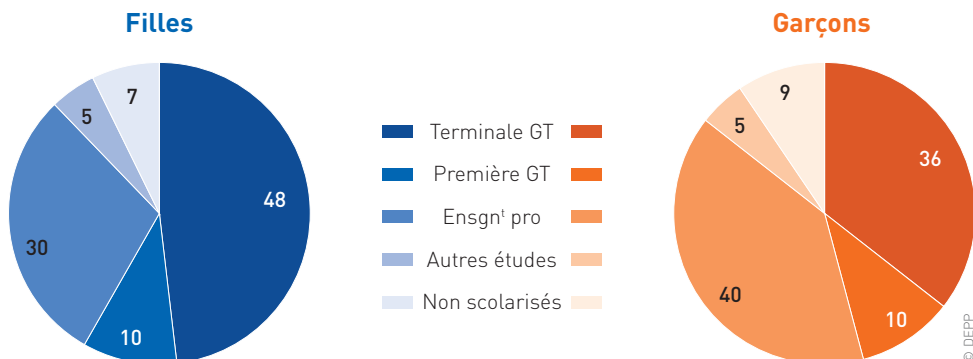 Filles
Garçons
7
5
30
10
48
Terminale GT
Première GT
Ensgnᵗ pro
Autres études
Non scolarisés
9
5
36
40
10
© DEPP